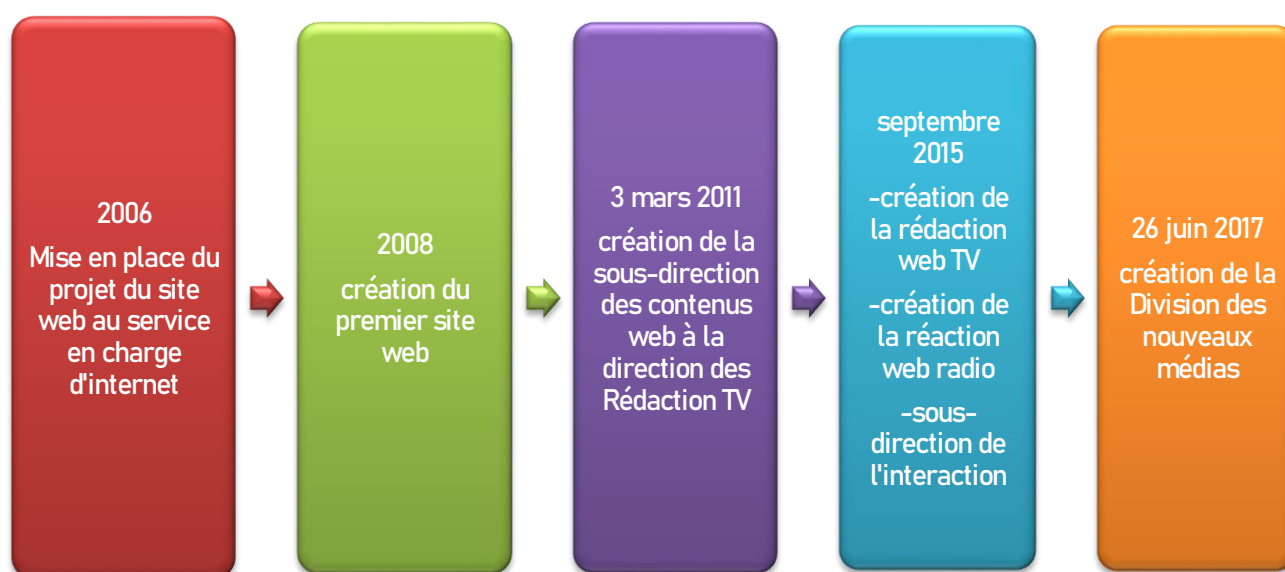 2006
Mise en place du
projet du site
web au service
en charge
d'internet
2008
création du
premier site
web
3 mars 2011
création de la
sous-direction
des contenus
web à la
direction des
Rédaction TV
septembre
2015
-création de
la rédaction
web TV
-création de
la réaction
web radio
-sous-
direction de
l'interaction
26 juin 2017
création de la
Division des
nouveaux
médias